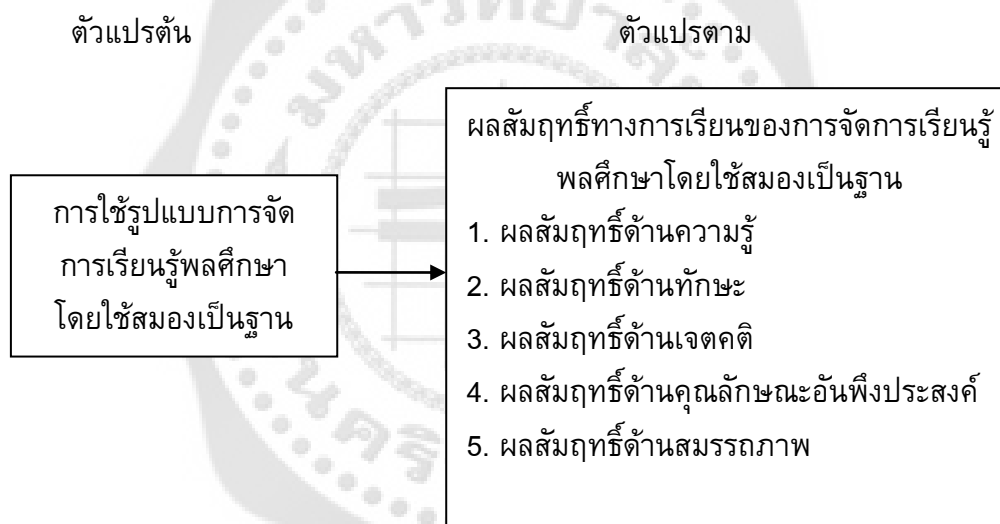 ตัวแปรต้น
ตัวแปรตาม
การใช้รูปแบบการจัด
การเรียนรู้พลศึกษา
โดยใช้สมองเป็นฐาน
ผลสัมฤทธิ์ทางการเรียนของการจัดการเรียนรู้
พลศึกษาโดยใช้สมองเป็นฐาน
1. ผลสัมฤทธิ์ด้านความรู้
2. ผลสัมฤทธิ์ด้านทักษะ
3. ผลสัมฤทธิ์ด้านเจตคติ
4. ผลสัมฤทธิ์ด้านคุณลักษณะอันพึงประสงค์
5. ผลสัมฤทธิ์ด้านสมรรถภาพ